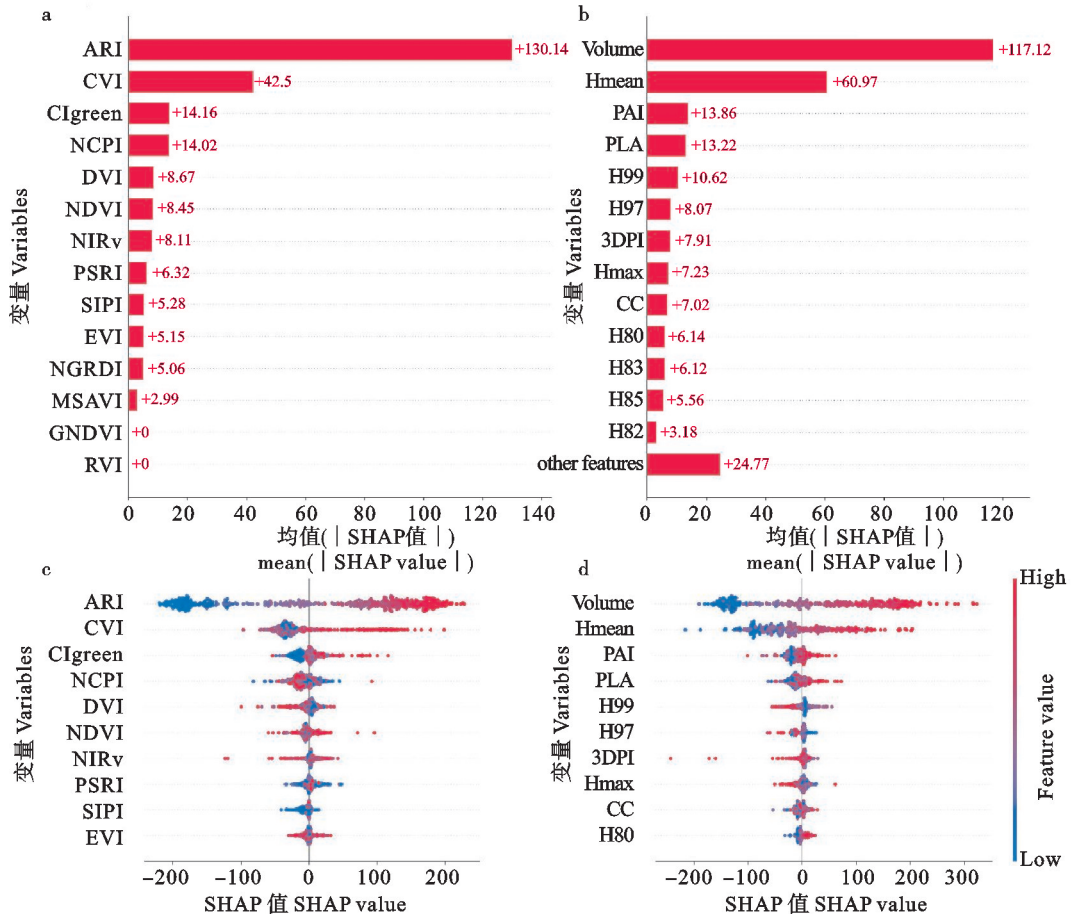 a
ARI
+130.14
CVI
+42.5
CIgreen
+14.16
NCPI
+14.02
DVI
+8.67
NDVI
+8.45
NIRv
+8.11
PSRI
+6.32
SIPI
+5.28
EVI
+5.15
NGRDI
+5.06
MSAVI
+2.99
GNDVI
+0
RVI
+0
变量 Variables
0 20 40 60 80 100 120 140
均值(|SHAP值|)
mean(|SHAP value|)
b
Volume
+117.12
Hmean
+60.97
PAI
+13.86
PLA
+13.22
H99
+10.62
H97
+8.07
3DPI
+7.91
Hmax
+7.23
CC
+7.02
H80
+6.14
H83
+6.12
H85
+5.56
H82
+3.18
other features
+24.77
变量 Variables
0 20 40 60 80 100 120
均值(|SHAP值|)
mean(|SHAP value|)
c
ARI
CVI
CIgreen
NCPI
DVI
NDVI
NIRv
PSRI
SIPI
EVI
变量 Variables
−200 −100 0 100 200
SHAP 值 SHAP value
d
Volume
Hmean
PAI
PLA
H99
H97
3DPI
Hmax
CC
H80
变量 Variables
−200 −100 0 100 200 300
SHAP 值 SHAP value
High
Feature value
Low